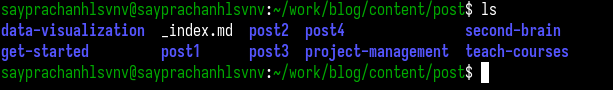 sayprachanhlsvnv@sayprachanhlsvnv:~/work/blog/content/post$ ls
data-visualization _index.md post2 post4 second-brain
get-started post1 post3 project-management teach-courses
sayprachanhlsvnv@sayprachanhlsvnv:~/work/blog/content/post$